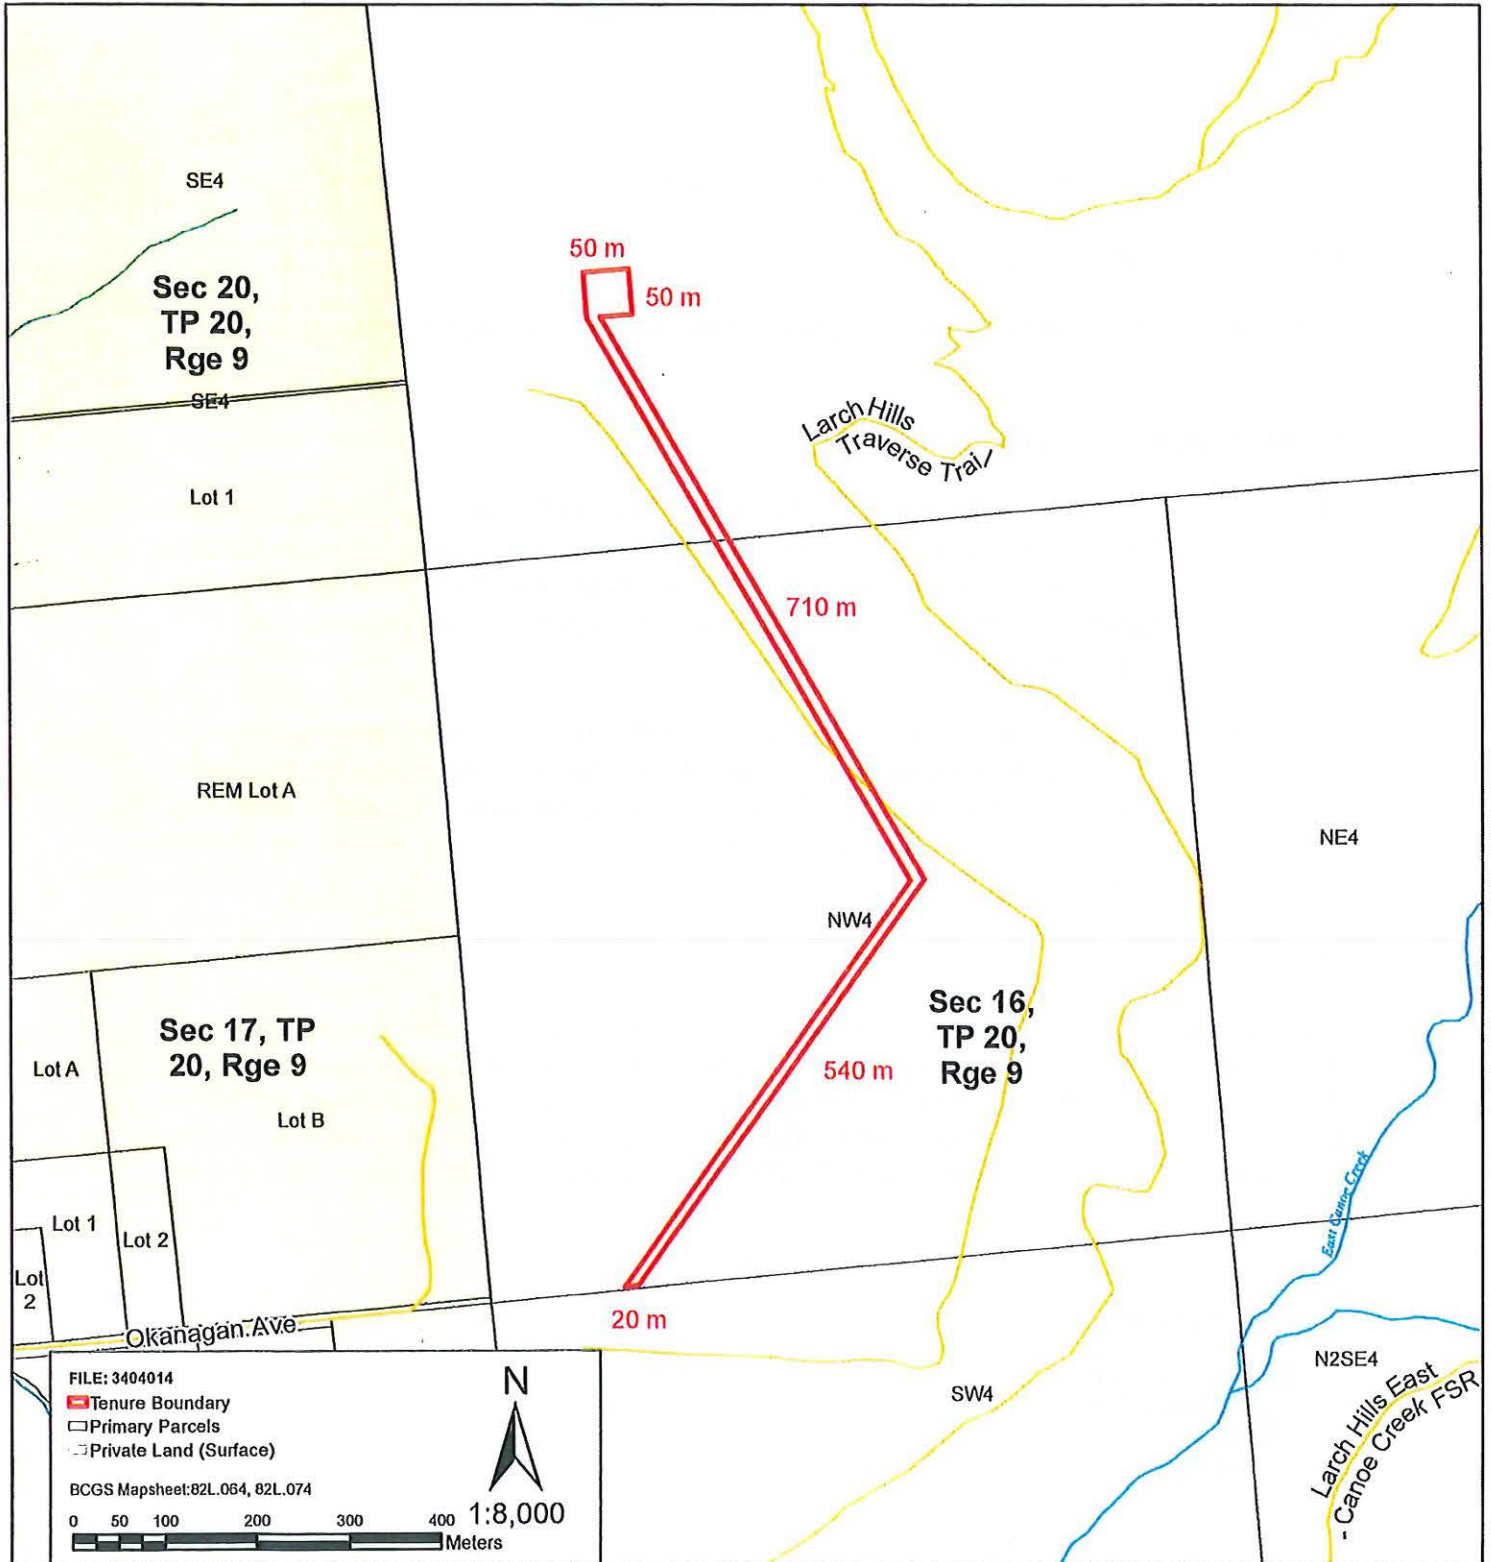 SE4
50 m
50 m
Sec 20,
TP 20,
Rge 9
SE4
Larch Hills
Traverse Trail
Lot 1
710 m
REM Lot A
NE4
NW4
Sec 16,
TP 20,
Rge 9
Sec 17, TP
20, Rge 9
Lot A
540 m
Lot B
East Canoe Creek
Lot 1
Lot 2
Lot
2
20 m
Okanagan Ave
N2SE4
SW4
Larch Hills East
- Canoe Creek FSR
FILE: 3404014
N
Tenure Boundary
Primary Parcels
Private Land (Surface)
BCGS Mapsheet:82L.064, 82L.074
1:8,000
0 50 100 200 300 400
Meters